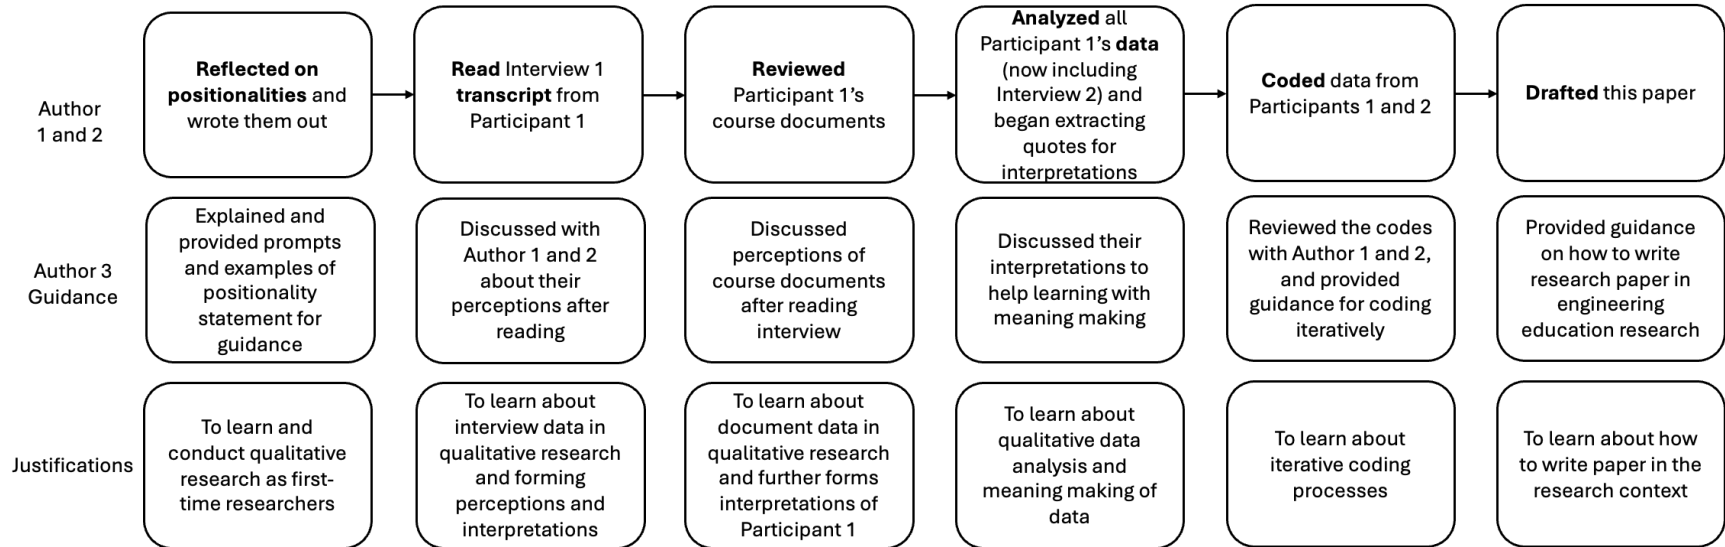 Author
1 and 2
Reflected on
positionalities and
wrote them out
Read Interview 1
transcript from
Participant 1
Reviewed
Participant 1’s
course documents
Analyzed all
Participant 1’s data
(now including
Interview 2) and
began extracting
quotes for
interpretations
Coded data from
Participants 1 and 2
Drafted this paper
Author 3
Guidance
Explained and
provided prompts
and examples of
positionality
statement for
guidance
Discussed with
Author 1 and 2
about their
perceptions after
reading
Discussed
perceptions of
course documents
after reading
interview
Discussed their
interpretations to
help learning with
meaning making
Reviewed the codes
with Author 1 and 2,
and provided
guidance for coding
iteratively
Provided guidance
on how to write
research paper in
engineering
education research
Justifications
To learn and
conduct qualitative
research as first-
time researchers
To learn about
interview data in
qualitative research
and forming
perceptions and
interpretations
To learn about
document data in
qualitative research
and further forms
interpretations of
Participant 1
To learn about
qualitative data
analysis and
meaning making of
data
To learn about
iterative coding
processes
To learn about how
to write paper in the
research context